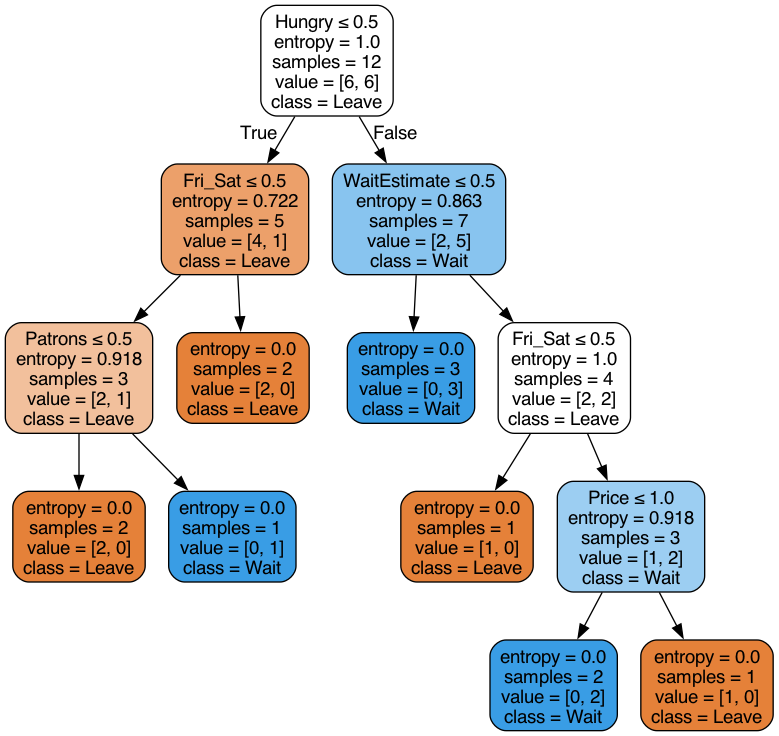 Hungry ≤ 0.5
entropy = 1.0
samples = 12
value = [6, 6]
class = Leave
True
False
Fri_Sat ≤ 0.5
entropy = 0.722
samples = 5
value = [4, 1]
class = Leave
WaitEstimate ≤ 0.5
entropy = 0.863
samples = 7
value = [2, 5]
class = Wait
Patrons ≤ 0.5
entropy = 0.918
samples = 3
value = [2, 1]
class = Leave
entropy = 0.0
samples = 2
value = [2, 0]
class = Leave
entropy = 0.0
samples = 3
value = [0, 3]
class = Wait
Fri_Sat ≤ 0.5
entropy = 1.0
samples = 4
value = [2, 2]
class = Leave
entropy = 0.0
samples = 2
value = [2, 0]
class = Leave
entropy = 0.0
samples = 1
value = [0, 1]
class = Wait
entropy = 0.0
samples = 1
value = [1, 0]
class = Leave
Price ≤ 1.0
entropy = 0.918
samples = 3
value = [1, 2]
class = Wait
entropy = 0.0
samples = 2
value = [0, 2]
class = Wait
entropy = 0.0
samples = 1
value = [1, 0]
class = Leave